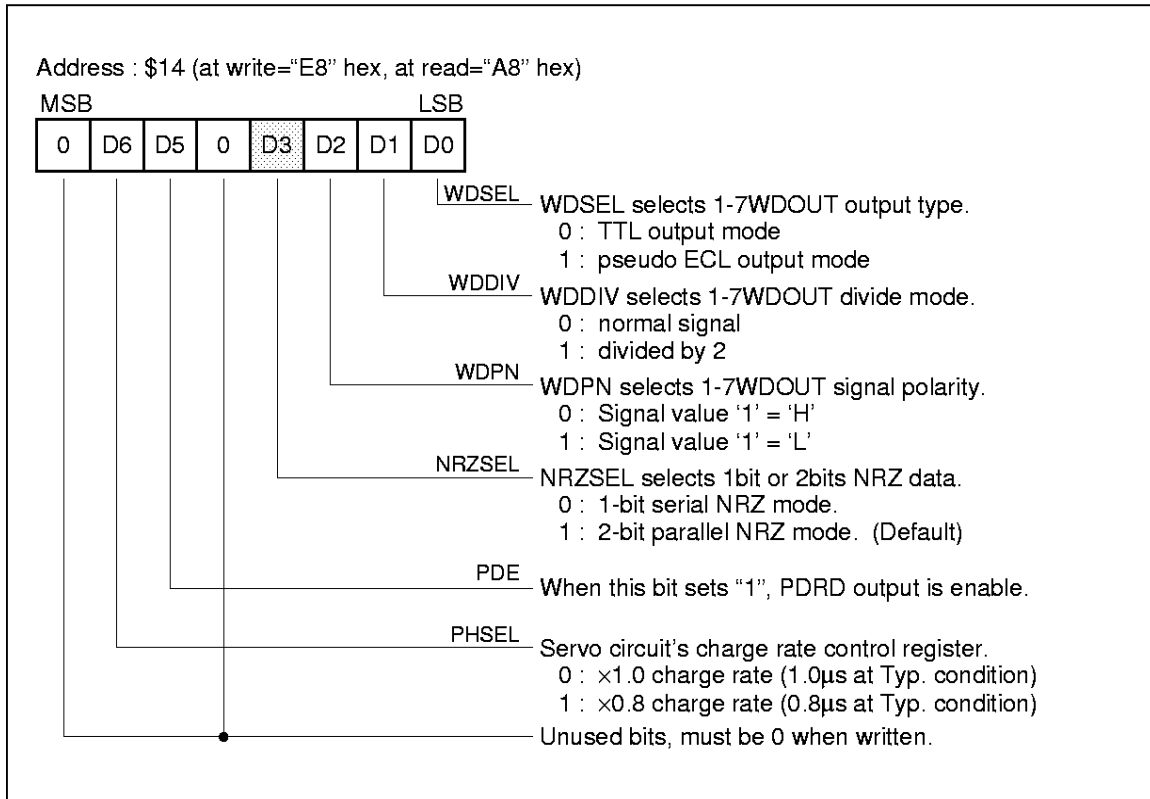 Address : $14 (at write=“E8” hex, at read=“A8” hex)
MSB LSB
0 D6 D5 0 D3 D2 D1 D0
WDSEL WDSEL selects 1-7WDOUT output type.
0 : TTL output mode
1 : pseudo ECL output mode
WDDIV WDDIV selects 1-7WDOUT divide mode.
0 : normal signal
1 : divided by 2
WDPN WDPN selects 1-7WDOUT signal polarity.
0 : Signal value ‘1’ = ‘H’
1 : Signal value ‘1’ = ‘L’
NRZSEL NRZSEL selects 1bit or 2bits NRZ data.
0 : 1-bit serial NRZ mode.
1 : 2-bit parallel NRZ mode. (Default)
PDE When this bit sets “1”, PDRD output is enable.
PHSEL Servo circuit’s charge rate control register.
0 : ×1.0 charge rate (1.0μs at Typ. condition)
1 : ×0.8 charge rate (0.8μs at Typ. condition)
Unused bits, must be 0 when written.